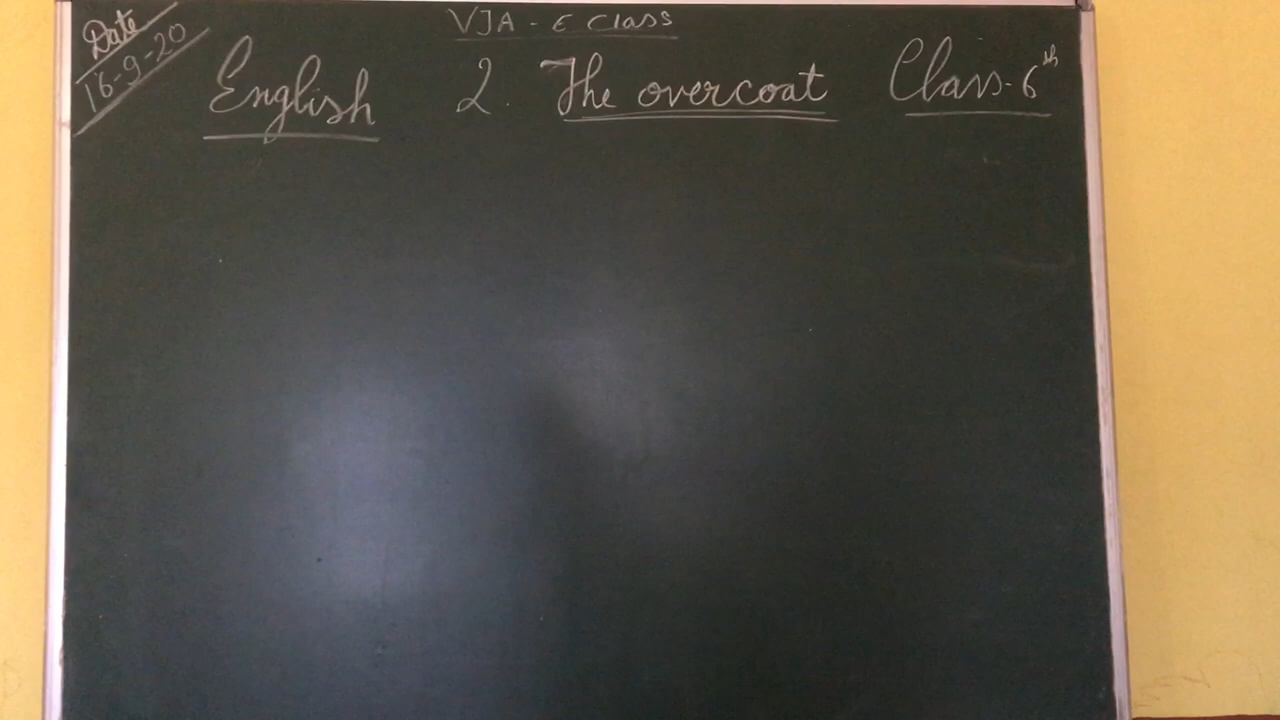 Date
16-9-20
VJA - E Class
English 2. The overcoat Class-6th